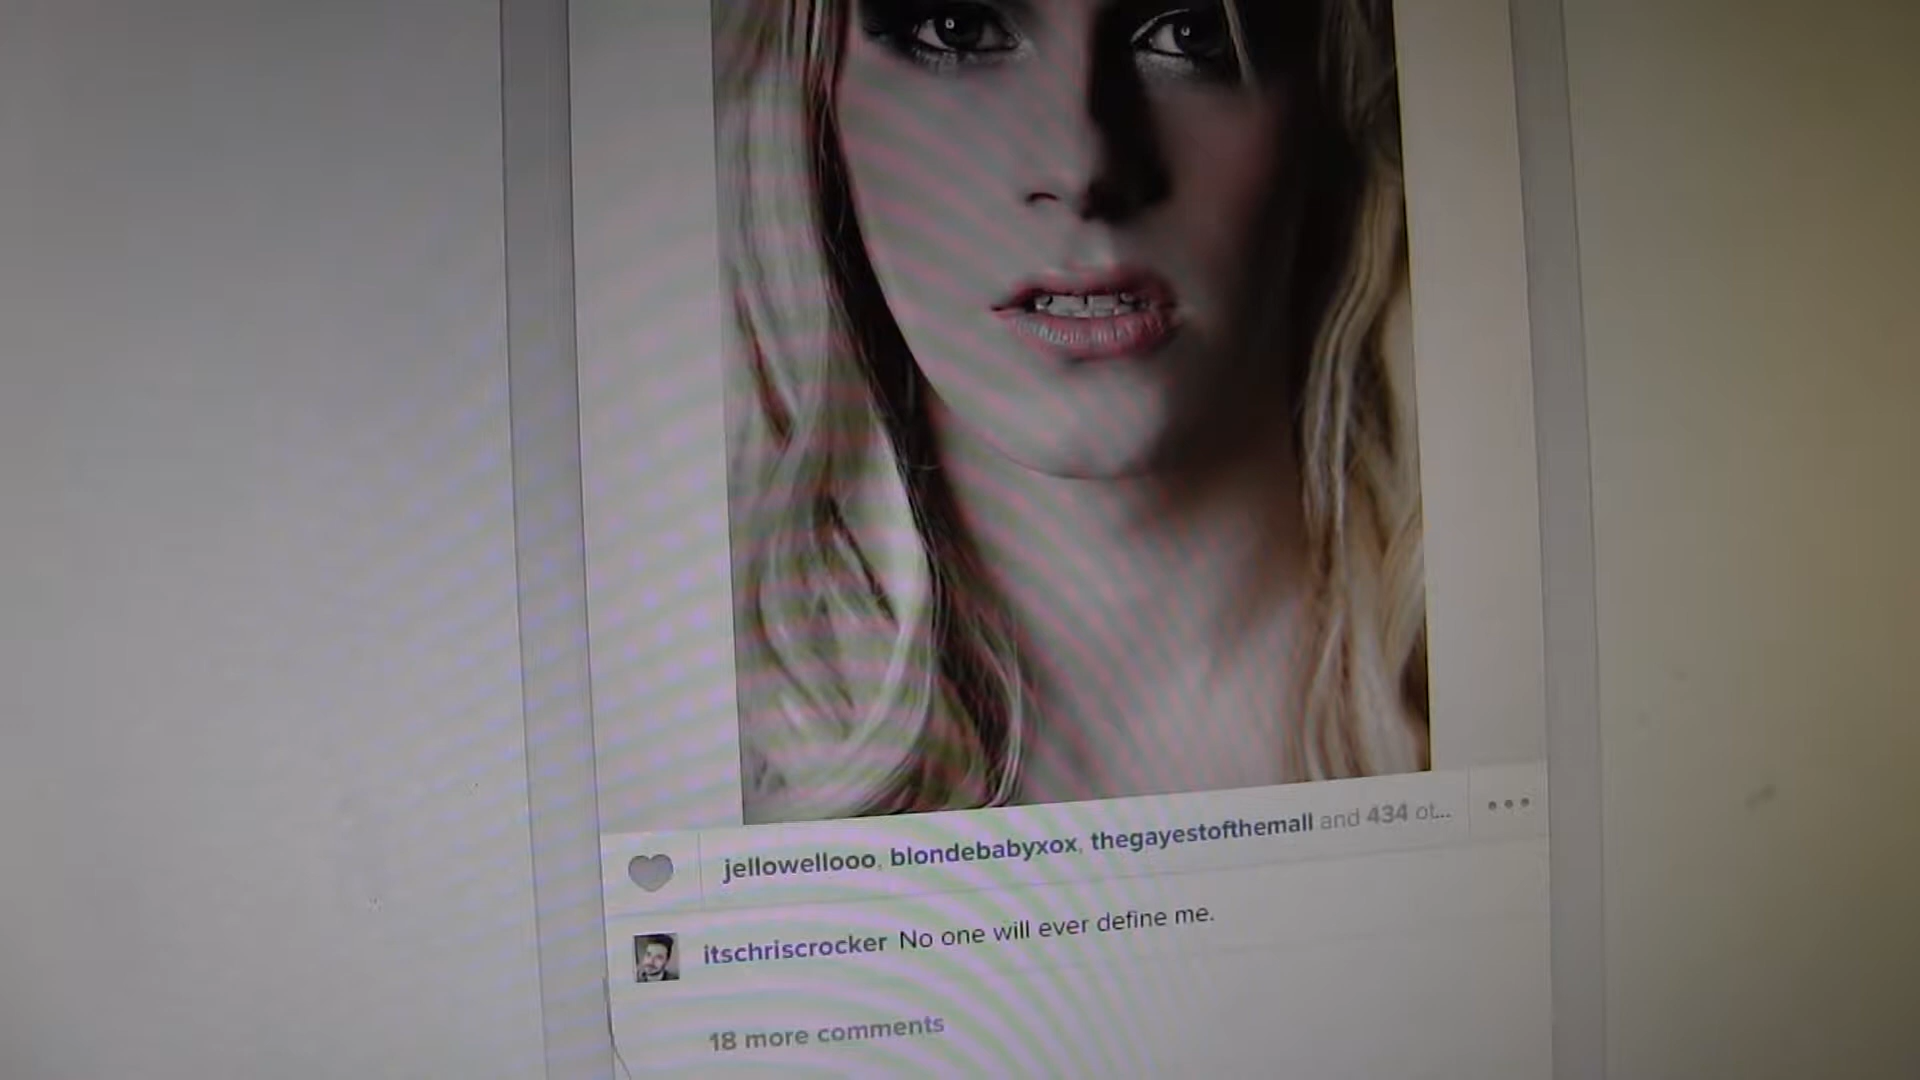 jellowellooo, blondebabyxox, thegayestofthemall and 434 ot...
itschriscrocker No one will ever define me.
18 more comments